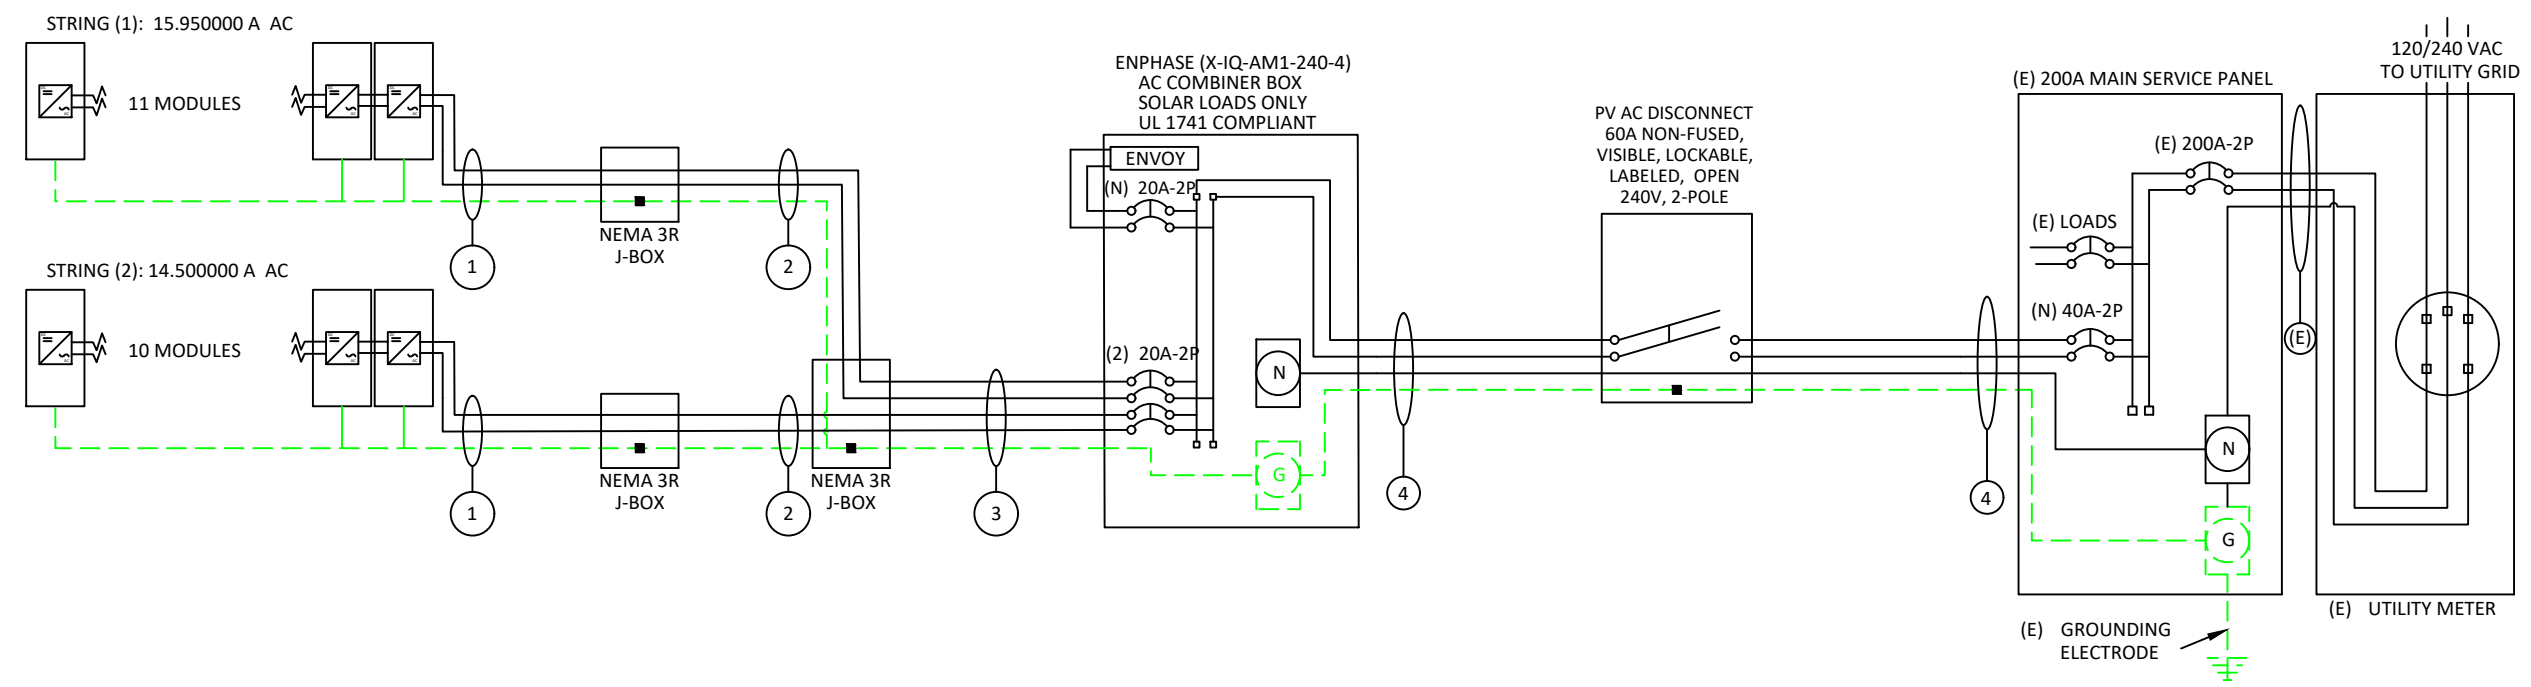 STRING (1): 15.950000 A AC
11 MODULES
1
NEMA 3R
J-BOX
2
STRING (2): 14.500000 A AC
10 MODULES
1
NEMA 3R
J-BOX
2
NEMA 3R
J-BOX
3
ENPHASE (X-IQ-AM1-240-4)
AC COMBINER BOX
SOLAR LOADS ONLY
UL 1741 COMPLIANT
ENVOY
(N) 20A-2P
(2) 20A-2P
N
G
4
PV AC DISCONNECT
60A NON-FUSED,
VISIBLE, LOCKABLE,
LABELED, OPEN
240V, 2-POLE
4
(E) 200A MAIN SERVICE PANEL
(E) 200A-2P
(E) LOADS
(N) 40A-2P
N
G
(E) GROUNDING
ELECTRODE
(E)
120/240 VAC
TO UTILITY GRID
(E) UTILITY METER